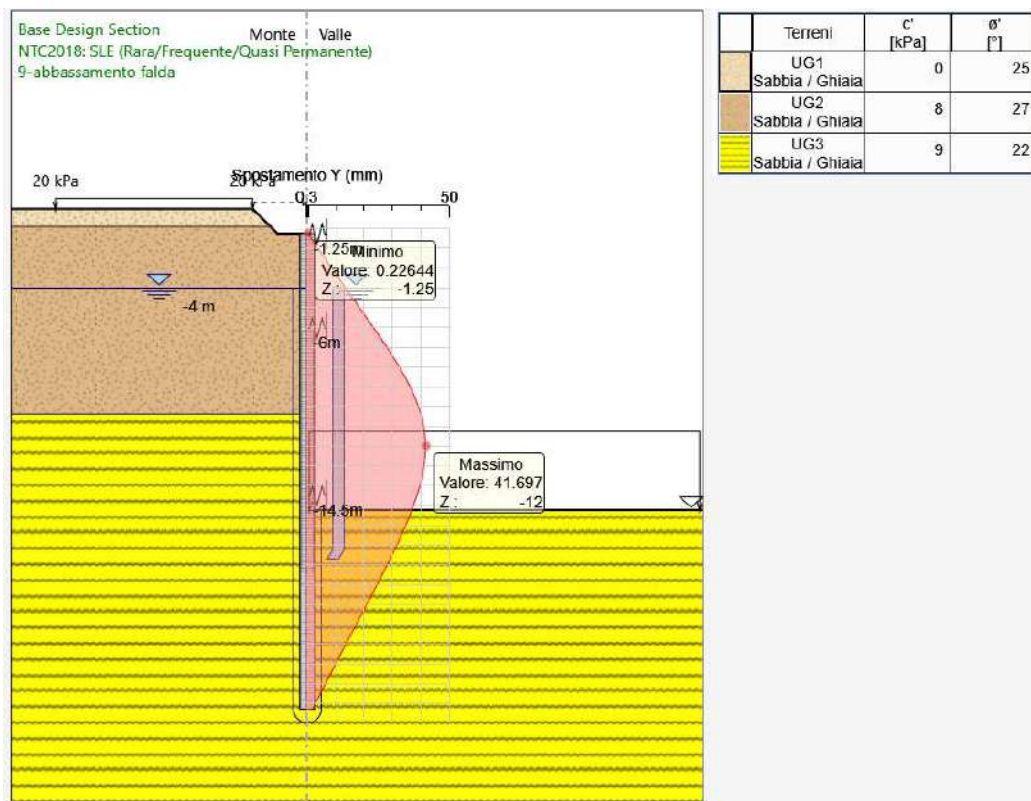 Base Design Section
NTC2018: SLE (Rara/Frequente/Quasi Permanente)
9-abbassamento falda
Monte Valle
Terreni c' [kPa] ø' [°]
UG1 Sabbia / Ghiaia 0 25
UG2 Sabbia / Ghiaia 8 27
UG3 Sabbia / Ghiaia 9 22
Spostamento Y (mm)
20 kPa 20 kPa
0.3 50
-1.25m
Minimo
Valore: 0.22644
Z : -1.25
-4 m
-6m
Massimo
Valore: 41.697
Z : -12
-14.5m